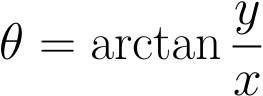 θ = arctan y/x